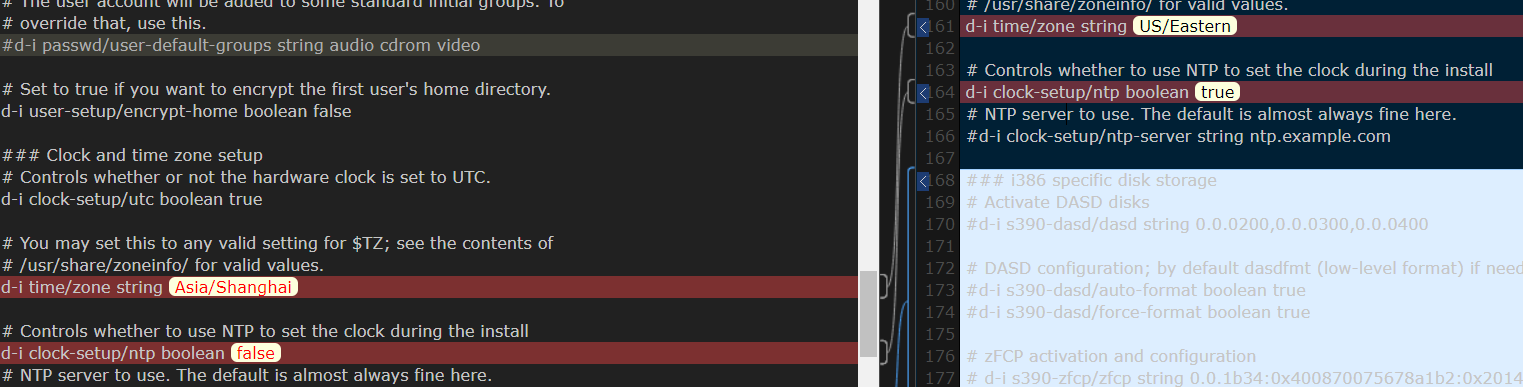 # The user account will be added to some standard initial groups. To
# override that, use this.
#d-i passwd/user-default-groups string audio cdrom video
# Set to true if you want to encrypt the first user's home directory.
d-i user-setup/encrypt-home boolean false
### Clock and time zone setup
# Controls whether or not the hardware clock is set to UTC.
d-i clock-setup/utc boolean true
# You may set this to any valid setting for $TZ; see the contents of
# /usr/share/zoneinfo/ for valid values.
d-i time/zone string Asia/Shanghai
# Controls whether to use NTP to set the clock during the install
d-i clock-setup/ntp boolean false
# NTP server to use. The default is almost always fine here.
160 # /usr/share/zoneinfo/ for valid values.
161 d-i time/zone string US/Eastern
162
163 # Controls whether to use NTP to set the clock during the install
164 d-i clock-setup/ntp boolean true
165 # NTP server to use. The default is almost always fine here.
166 #d-i clock-setup/ntp-server string ntp.example.com
167
168 ### i386 specific disk storage
169 # Activate DASD disks
170 #d-i s390-dasd/dasd string 0.0.0200,0.0.0300,0.0.0400
171
172 # DASD configuration; by default dasdfmt (low-level format) if need
173 #d-i s390-dasd/auto-format boolean true
174 #d-i s390-dasd/force-format boolean true
175
176 # zFCP activation and configuration
177 # d-i s390-zfcp/zfcp string 0.0.1b34:0x400870075678a1b2:0x2014